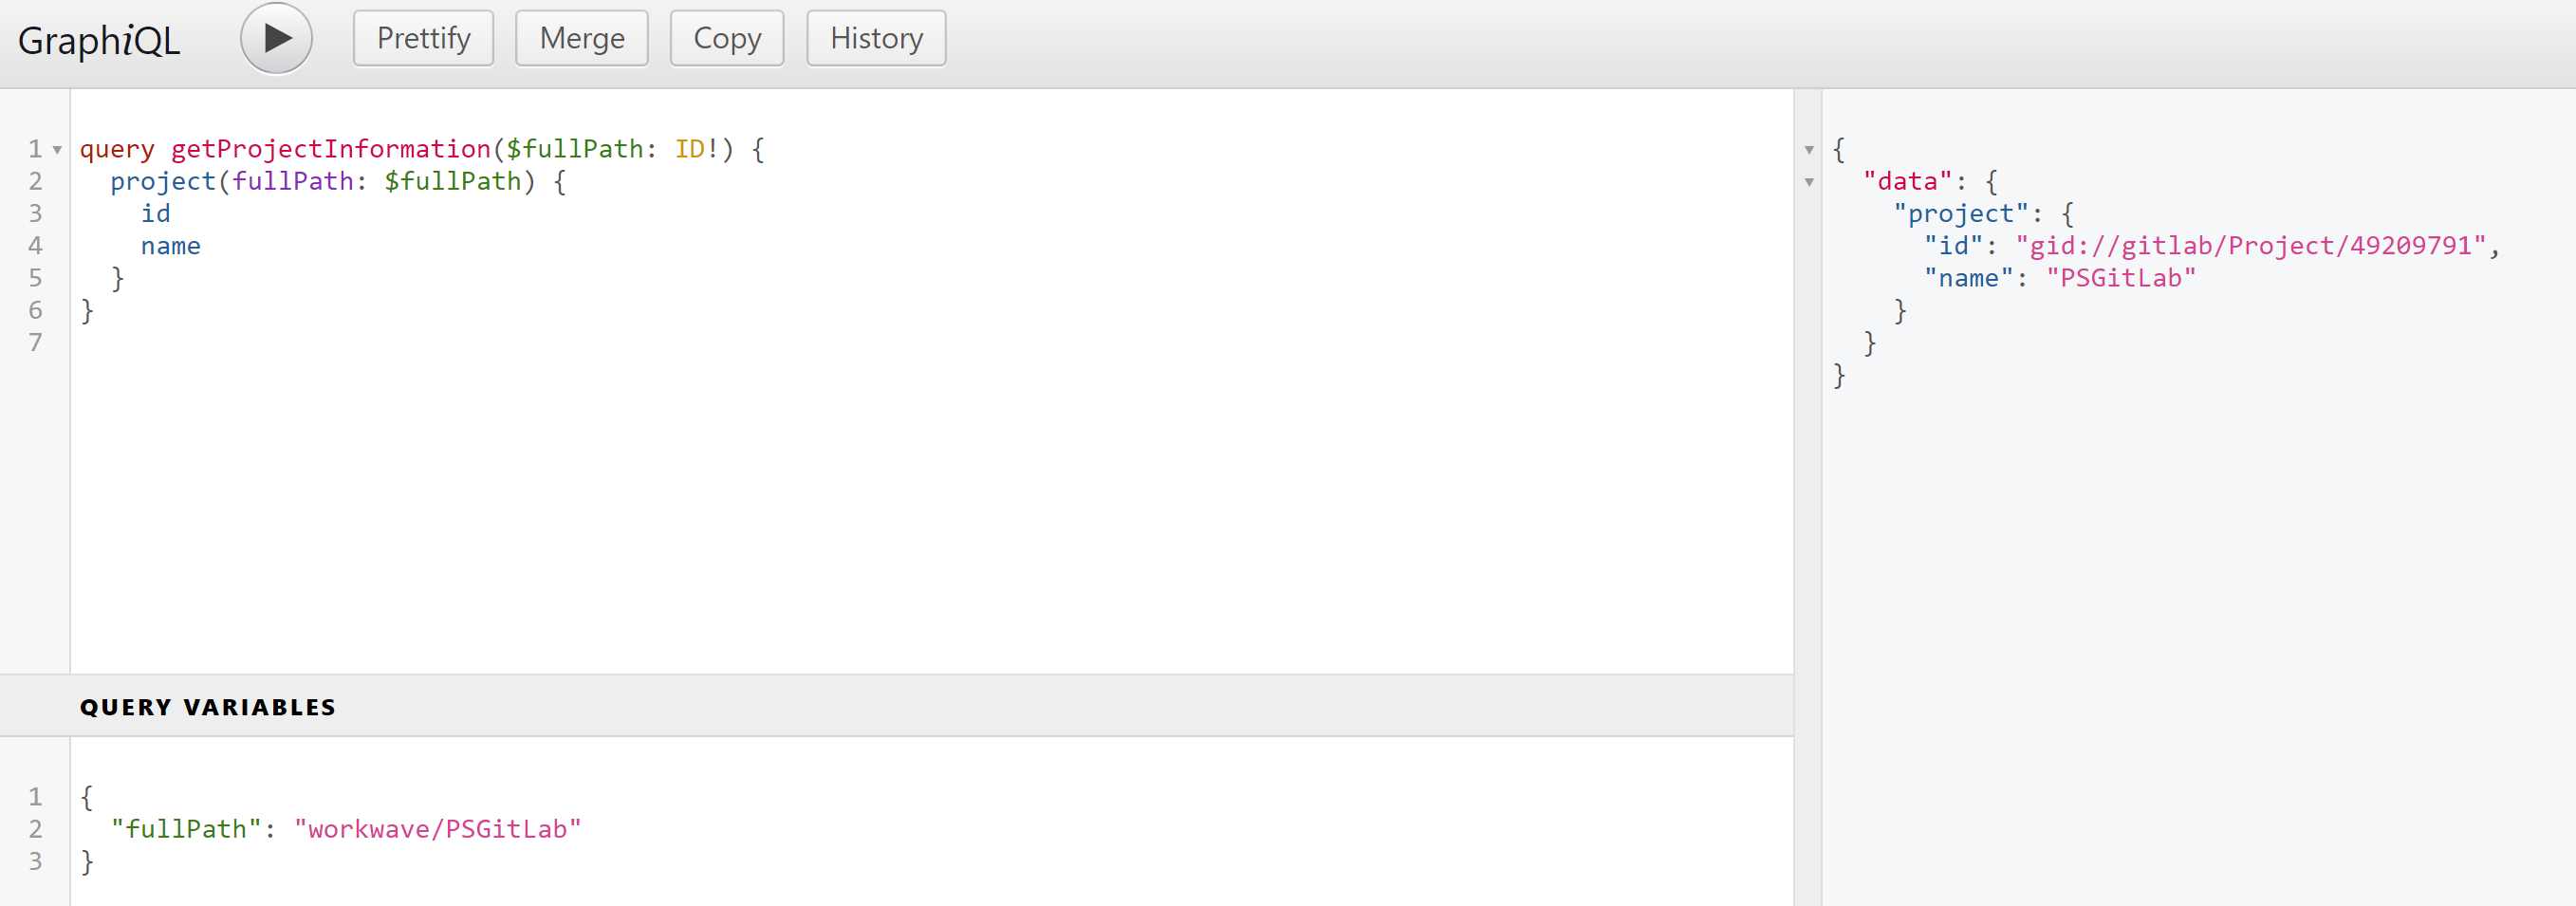 GraphiQL
Prettify
Merge
Copy
History
1 query getProjectInformation($fullPath: ID!) {
2   project(fullPath: $fullPath) {
3     id
4     name
5   }
6 }
7
QUERY VARIABLES
1 {
2   "fullPath": "workwave/PSGitLab"
3 }
{
  "data": {
    "project": {
      "id": "gid://gitlab/Project/49209791",
      "name": "PSGitLab"
    }
  }
}